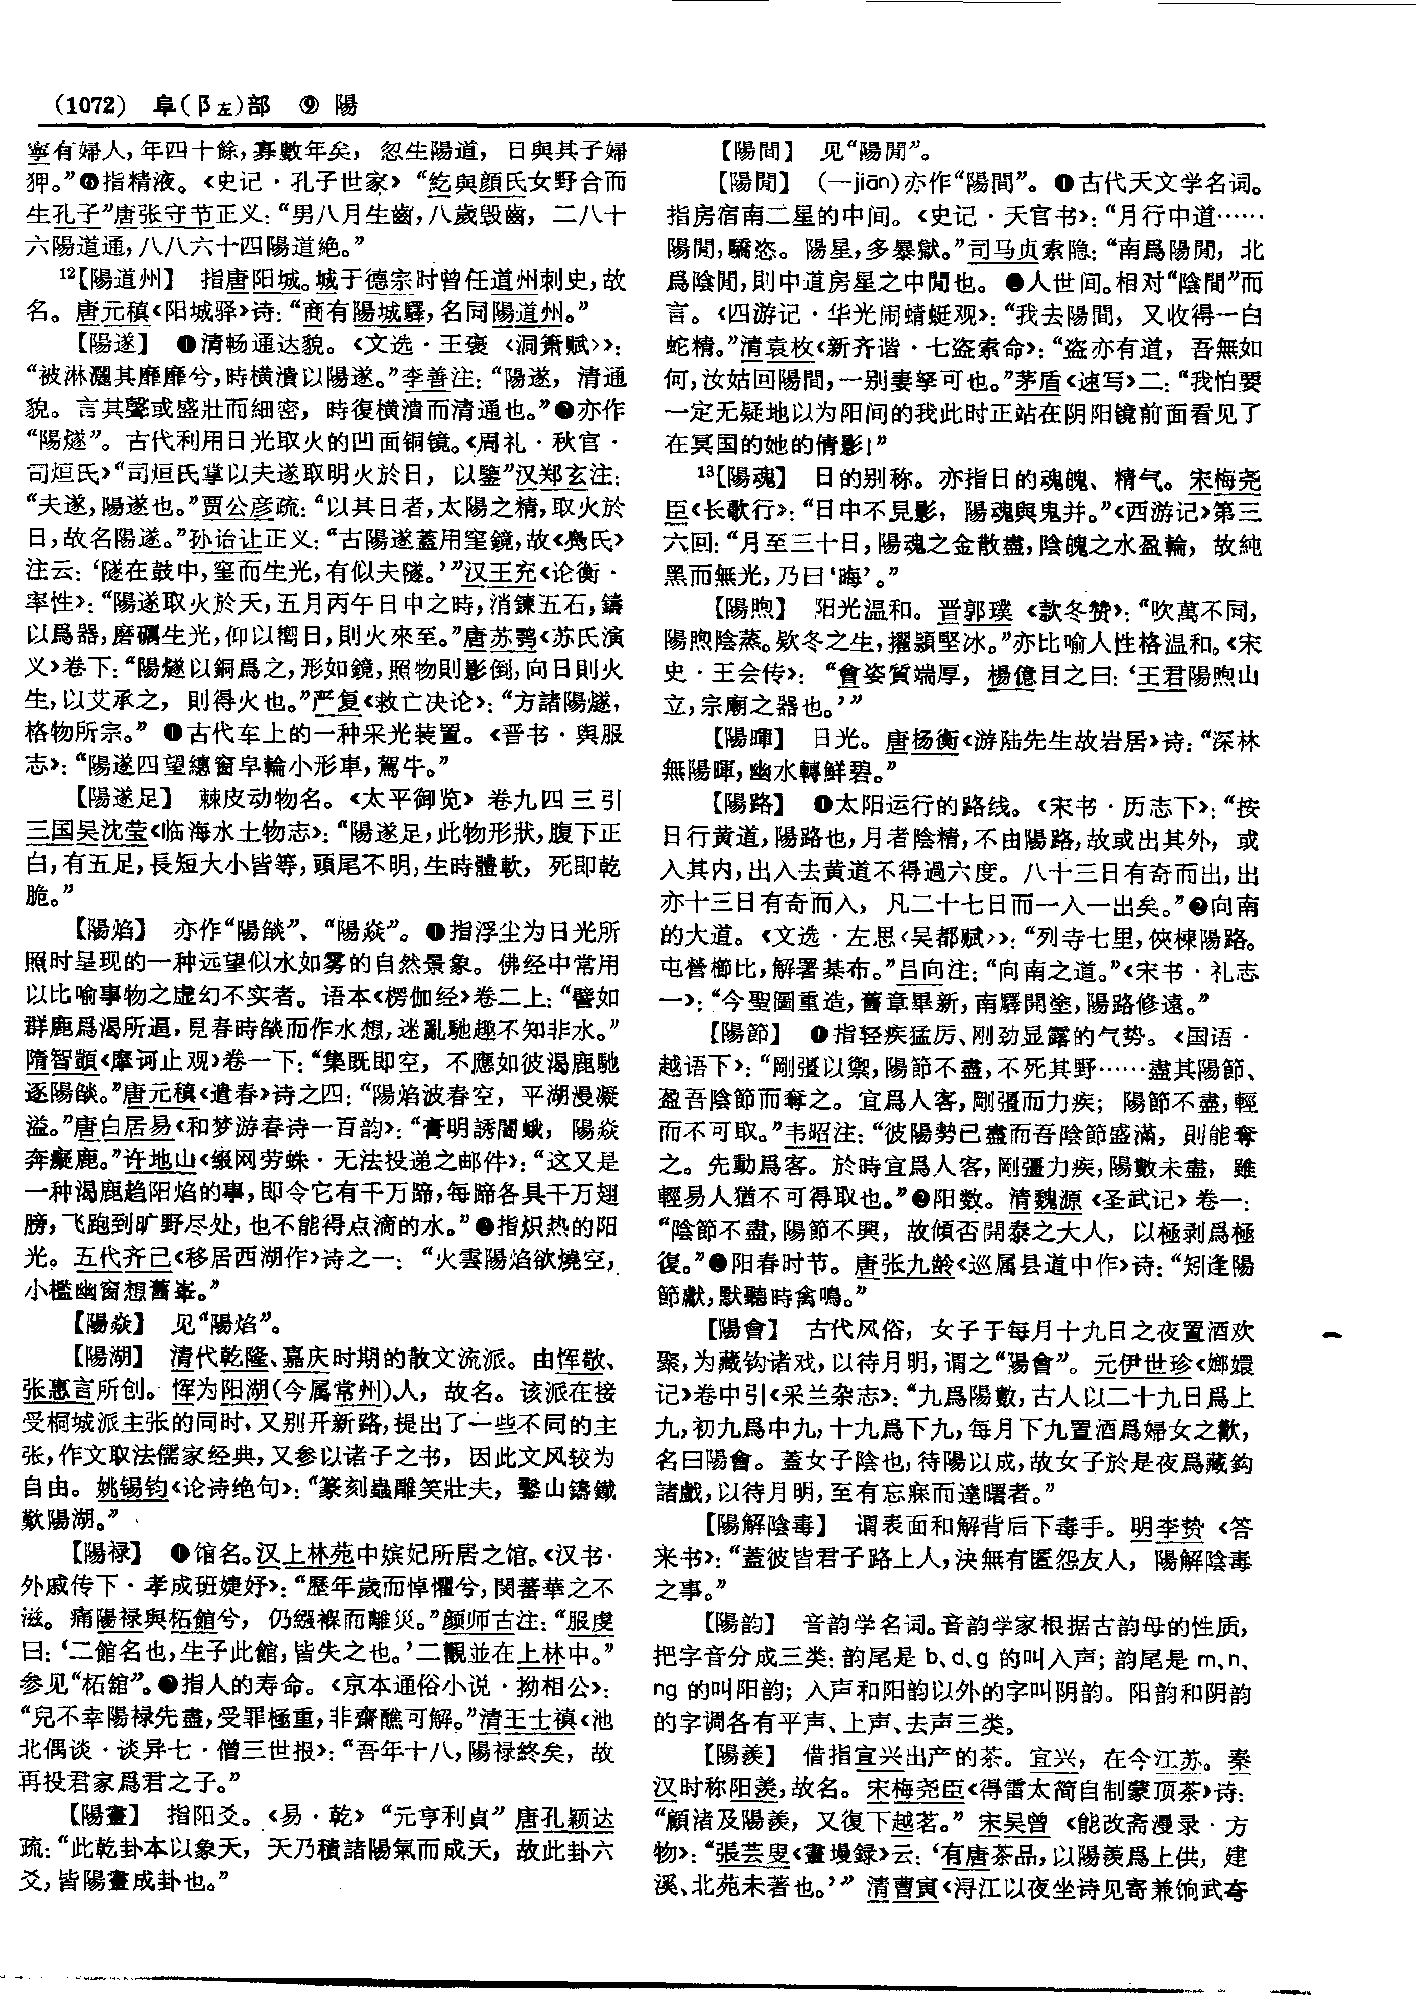 (1072) 阜(阝左)部 ⑨ 陽
寧有婦人,年四十餘,寡數年矣, 忽生陽道, 日與其子婦
狎。”❻指精液。《史记·孔子世家》“紇與顔氏女野合而
生孔子”唐张守节正义:“男八月生齒,八歲毁齒, 二八十
六陽道通,八八六十四陽道絶。”
¹²【陽道州】 指唐阳城。城于德宗时曾任道州刺史,故
名。唐元稹《阳城驿》诗:“商有陽城驛,名同陽道州。”
【陽遂】 ❶清畅通达貌。《文选·王褒〈洞箫赋〉》:
“被淋灑其靡靡兮,時横潰以陽遂。”李善注:“陽遂,清通
貌。言其聲或盛壯而細密, 時復横潰而清通也。”❷亦作
“陽燧”。古代利用日光取火的凹面铜镜。《周礼·秋官·
司烜氏》“司烜氏掌以夫遂取明火於日, 以鑒”汉郑玄注:
“夫遂,陽遂也。”贾公彦疏:“以其日者,太陽之精,取火於
日,故名陽遂。”孙诒让正义:“古陽遂蓋用窐鏡,故《鳧氏》
注云:‘隧在鼓中,窐而生光,有似夫隧。’”汉王充《论衡·
率性》:“陽遂取火於天,五月丙午日中之時,消鍊五石,鑄
以爲器,磨礪生光,仰以嚮日,則火來至。”唐苏鹗《苏氏演
义》卷下:“陽燧以銅爲之,形如鏡,照物則影倒,向日則火
生,以艾承之, 則得火也。”严复《救亡决论》:“方諸陽燧,
格物所宗。” ❶古代车上的一种采光装置。《晋书·舆服
志》:“陽遂四望繐窗皁輪小形車,駕牛。”
【陽遂足】 棘皮动物名。《太平御览》卷九四三引
三国吴沈莹《临海水土物志》:“陽遂足,此物形狀,腹下正
白,有五足,長短大小皆等,頭尾不明,生時體軟, 死即乾
脆。”
【陽焰】 亦作“陽燄”、“陽焱”。❶指浮尘为日光所
照时呈现的一种远望似水如雾的自然景象。佛经中常用
以比喻事物之虚幻不实者。语本《楞伽经》卷二上:“譬如
群鹿爲渴所逼,見春時燄而作水想,迷亂馳趣不知非水。”
隋智顗《摩诃止观》卷一下:“集既即空, 不應如彼渴鹿馳
逐陽燄。”唐元稹《遣春》诗之四:“陽焰波春空, 平湖漫凝
溢。”唐白居易《和梦游春诗一百韵》:“膏明誘闇蛾, 陽焱
奔癡鹿。”许地山《缀网劳蛛·无法投递之邮件》:“这又是
一种渴鹿趋阳焰的事,即令它有千万蹄,每蹄各具千万翅
膀,飞跑到旷野尽处,也不能得点滴的水。”❷指炽热的阳
光。五代齐己《移居西湖作》诗之一: “火雲陽焰欲燒空,
小檻幽窗想舊峯。”
【陽焱】 见“陽焰”。
【陽湖】 清代乾隆、嘉庆时期的散文流派。由恽敬、
张惠言所创。恽为阳湖(今属常州)人, 故名。该派在接
受桐城派主张的同时,又别开新路,提出了一些不同的主
张,作文取法儒家经典,又参以诸子之书, 因此文风较为
自由。姚锡钧《论诗绝句》:“篆刻蟲雕笑壯夫, 鑿山鑄鐵
歎陽湖。”
【陽禄】 ❶馆名。汉上林苑中嫔妃所居之馆。《汉书·
外戚传下·孝成班婕妤》:“歷年歲而悼懼兮,閔蕃華之不
滋。痛陽禄與柘館兮, 仍繈褓而離災。”颜师古注:“服虔
曰:‘二館名也,生子此館,皆失之也。’二觀並在上林中。”
参见“柘館”。❷指人的寿命。《京本通俗小说·拗相公》:
“兒不幸陽禄先盡,受罪極重,非齋醮可解。”清王士禛《池
北偶谈·谈异七·僧三世报》:“吾年十八,陽禄終矣, 故
再投君家爲君之子。”
【陽畫】 指阳爻。《易·乾》“元亨利貞”唐孔颖达
疏:“此乾卦本以象天, 天乃積諸陽氣而成天, 故此卦六
爻,皆陽畫成卦也。”
【陽間】 见“陽閒”。
【陽閒】 (—jiān)亦作“陽間”。❶古代天文学名词。
指房宿南二星的中间。《史记·天官书》:“月行中道……
陽閒,驕恣。陽星,多暴獄。”司马贞索隐:“南爲陽閒, 北
爲陰閒,則中道房星之中閒也。❷人世间。相对“陰間”而
言。《四游记·华光闹蜻蜓观》:“我去陽間, 又收得一白
蛇精。”清袁枚《新齐谐·七盗索命》:“盗亦有道, 吾無如
何,汝姑回陽間,一别妻孥可也。”茅盾《速写》二:“我怕要
一定无疑地以为阳间的我此时正站在阴阳镜前面看见了
在冥国的她的倩影!”
¹³【陽魂】 日的别称。亦指日的魂魄、精气。宋梅尧
臣《长歌行》:“日中不見影, 陽魂與鬼并。”《西游记》第三
六回:“月至三十日,陽魂之金散盡,陰魄之水盈輪, 故純
黑而無光,乃曰‘晦’。”
【陽煦】 阳光温和。晋郭璞《款冬赞》:“吹萬不同,
陽煦陰蒸。欵冬之生,擢穎堅冰。”亦比喻人性格温和。《宋
史·王会传》: “會姿質端厚, 楊億目之曰:‘王君陽煦山
立,宗廟之器也。’”
【陽暉】 日光。唐杨衡《游陆先生故岩居》诗:“深林
無陽暉,幽水轉鮮碧。”
【陽路】 ❶太阳运行的路线。《宋书·历志下》:“按
日行黄道,陽路也,月者陰精,不由陽路,故或出其外, 或
入其内,出入去黄道不得過六度。八十三日有奇而出,出
亦十三日有奇而入, 凡二十七日而一入一出矣。”❷向南
的大道。《文选·左思〈吴都赋〉》:“列寺七里,俠棟陽路。
屯營櫛比,解署棊布。”吕向注:“向南之道。”《宋书·礼志
一》:“今聖圖重造,舊章畢新,南驛開塗,陽路修遠。”
【陽節】 ❶指轻疾猛厉、刚劲显露的气势。《国语·
越语下》:“剛彊以禦,陽節不盡,不死其野……盡其陽節、
盈吾陰節而奪之。宜爲人客,剛彊而力疾; 陽節不盡,輕
而不可取。”韦昭注:“彼陽勢已盡而吾陰節盛滿, 則能奪
之。先動爲客。於時宜爲人客,剛彊力疾,陽數未盡, 雖
輕易人猶不可得取也。”❷阳数。清魏源《圣武记》卷一:
“陰節不盡,陽節不興, 故傾否開泰之大人, 以極剥爲極
復。”❸阳春时节。唐张九龄《巡属县道中作》诗:“矧逢陽
節獻,默聽時禽鳴。”
【陽會】 古代风俗, 女子于每月十九日之夜置酒欢
聚,为藏钩诸戏,以待月明,谓之“陽會”。元伊世珍《嫏嬛
记》卷中引《采兰杂志》:“九爲陽數,古人以二十九日爲上
九,初九爲中九,十九爲下九,每月下九置酒爲婦女之歡,
名曰陽會。蓋女子陰也,待陽以成,故女子於是夜爲藏鈎
諸戲,以待月明,至有忘寐而達曙者。”
【陽解陰毒】 谓表面和解背后下毒手。明李贽《答
来书》:“蓋彼皆君子路上人,決無有匿怨友人, 陽解陰毒
之事。”
【陽韵】 音韵学名词。音韵学家根据古韵母的性质,
把字音分成三类:韵尾是b、d、g的叫入声;韵尾是m、n、
ng的叫阳韵; 入声和阳韵以外的字叫阴韵。阳韵和阴韵
的字调各有平声、上声、去声三类。
【陽羨】 借指宜兴出产的茶。宜兴, 在今江苏。秦
汉时称阳羡,故名。宋梅尧臣《得雷太简自制蒙顶茶》诗:
“顧渚及陽羨, 又復下越茗。” 宋吴曾《能改斋漫录·方
物》:“張芸叟《畫墁録》云:‘有唐茶品,以陽羨爲上供, 建
溪、北苑未著也。’” 清曹寅《浔江以夜坐诗见寄兼饷武夸